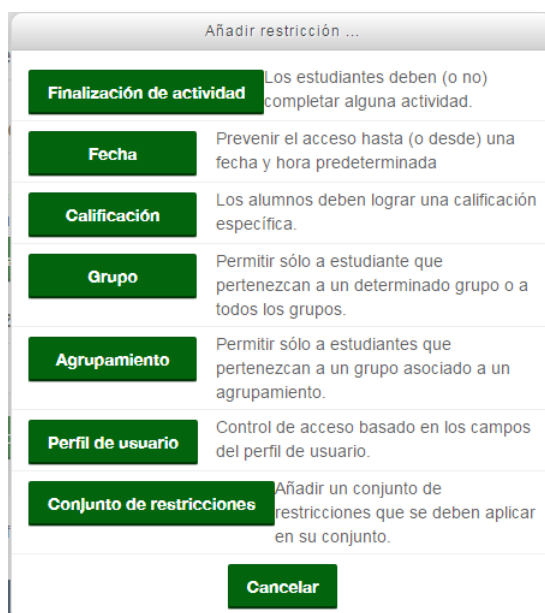 Añadir restricción ...
Finalización de actividad
Los estudiantes deben (o no)
completar alguna actividad.
Fecha
Prevenir el acceso hasta (o desde) una
fecha y hora predeterminada
Calificación
Los alumnos deben lograr una calificación
específica.
Grupo
Permitir sólo a estudiante que
pertenezcan a un determinado grupo o a
todos los grupos.
Agrupamiento
Permitir sólo a estudiantes que
pertenezcan a un grupo asociado a un
agrupamiento.
Perfil de usuario
Control de acceso basado en los campos
del perfil de usuario.
Conjunto de restricciones
Añadir un conjunto de
restricciones que se deben aplicar
en su conjunto.
Cancelar